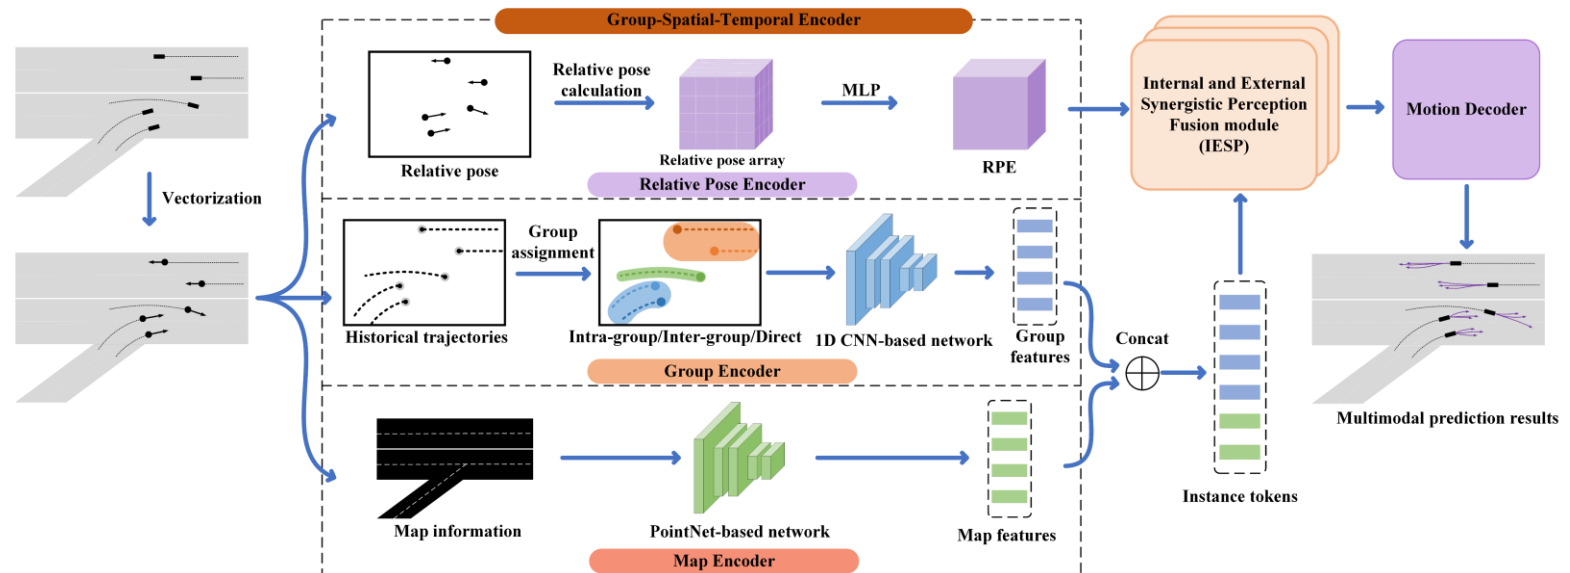 Group-Spatial-Temporal Encoder
Vectorization
Relative pose
Relative pose
calculation
Relative pose array
MLP
RPE
Relative Pose Encoder
Historical trajectories
Group
assignment
Intra-group/Inter-group/Direct
1D CNN-based network
Group
features
Group Encoder
Map information
PointNet-based network
Map features
Map Encoder
Concat
Instance tokens
Internal and External
Synergistic Perception
Fusion module
(IESP)
Motion Decoder
Multimodal prediction results